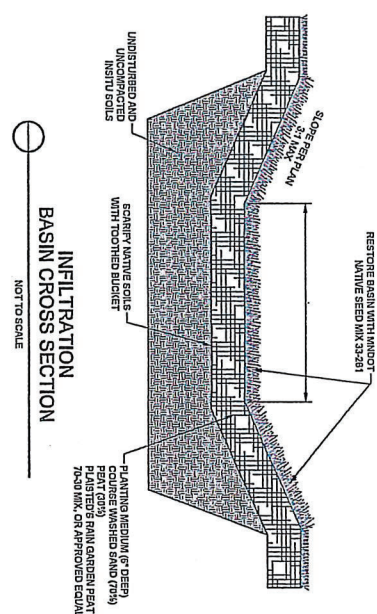 RESTORE BASIN WITH MNDOT
NATIVE SEED MIX 33-261
SLOPE PER PLAN
3:1 MAX
UNDISTURBED AND
UNCOMPACTED
INSITU SOILS
SCARIFY NATIVE SOILS
WITH TOOTHED BUCKET
PLANTING MEDIUM (6" DEEP)
COURGE WASHED SAND (70%)
PEAT (30%)
PLAISTED'S RAIN GARDEN PEAT
70-30 MIX, OR APPROVED EQUAL
INFILTRATION
BASIN CROSS SECTION
NOT TO SCALE